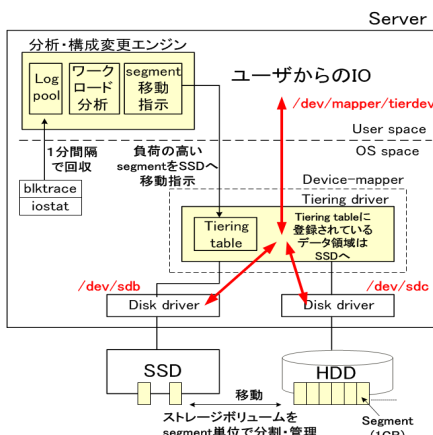 Server
分析・構成変更エンジン
Log
pool
ワーク
ロード
分析
segment
移動
指示
ユーザからのIO
/dev/mapper/tierdev
User space
OS space
1分間隔
で回収
負荷の高い
segmentをSSDへ
移動指示
blktrace
iostat
Device-mapper
Tiering driver
Tiering
table
Tiering tableに
登録されている
データ領域は
SSDへ
/dev/sdb
/dev/sdc
Disk driver
Disk driver
SSD
HDD
移動
ストレージボリュームを
segment単位で分割・管理
Segment
(1GB)